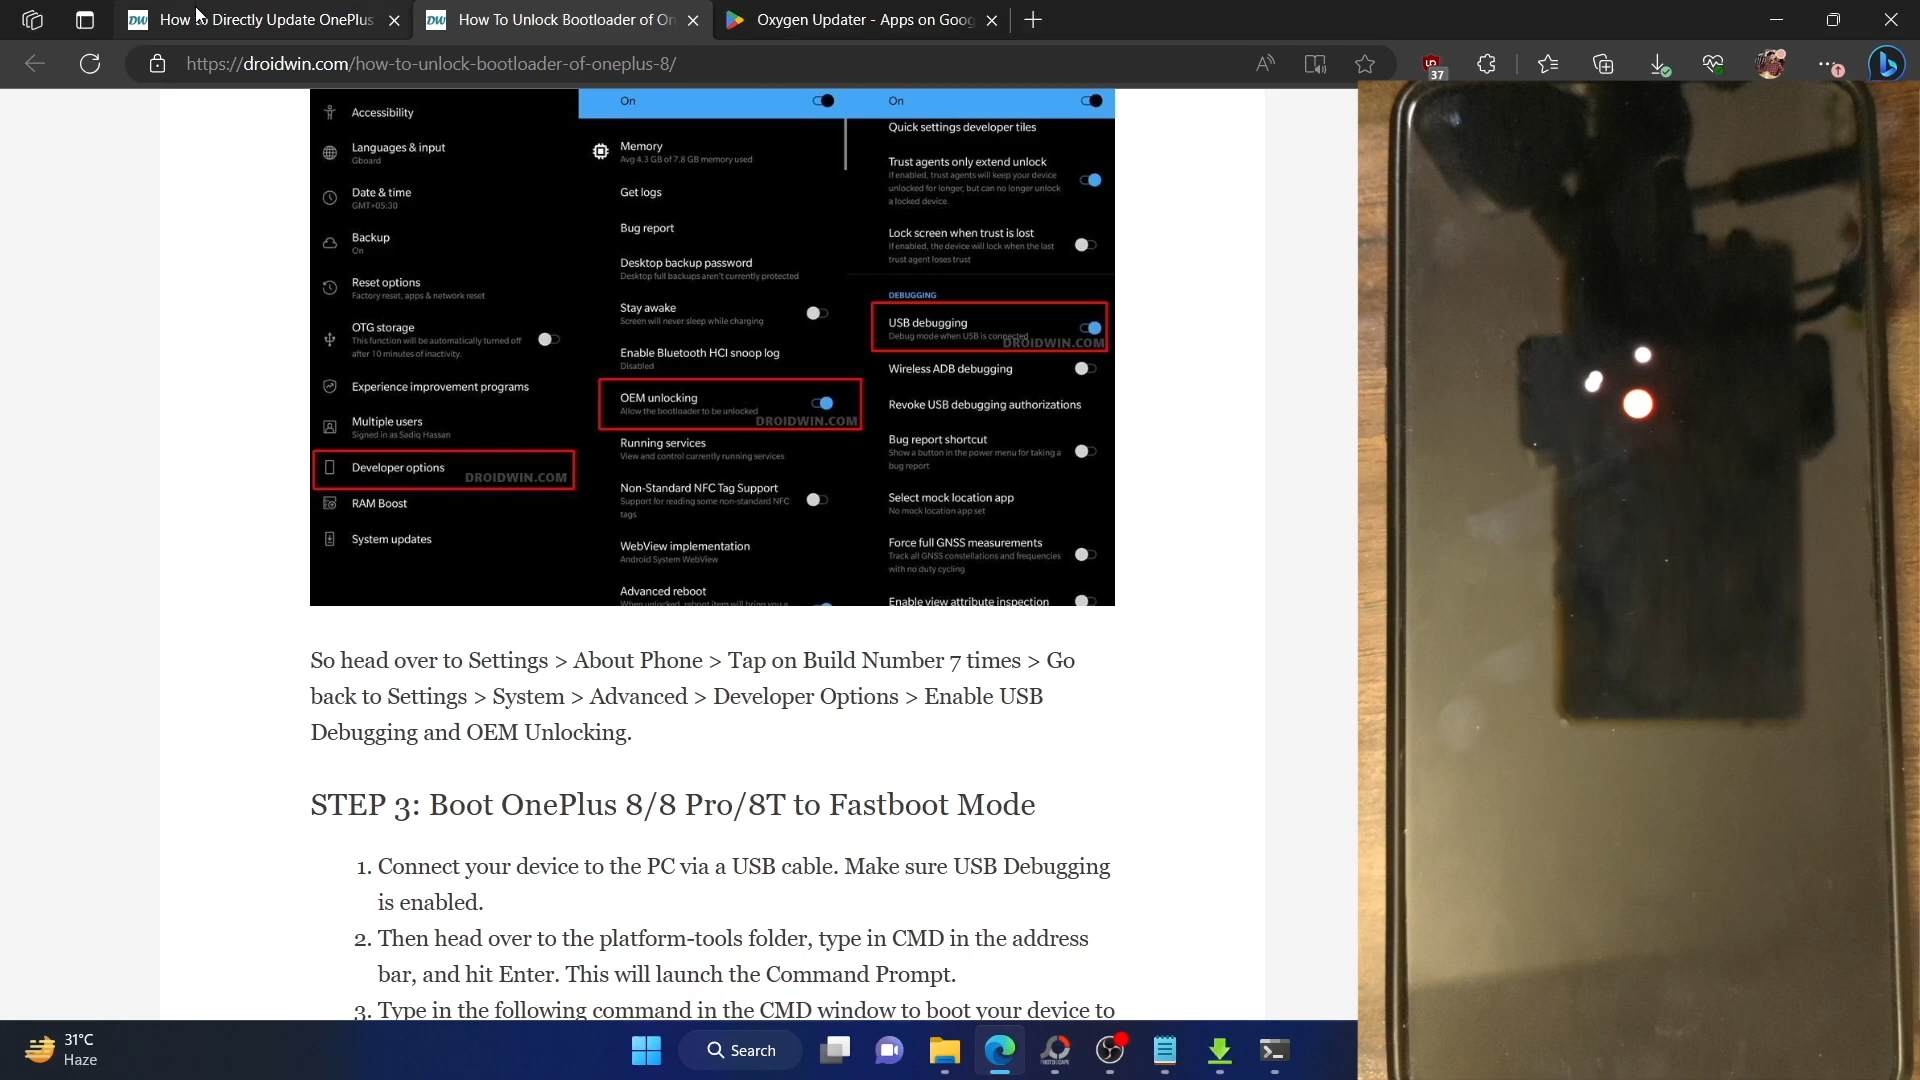 How To Directly Update OnePlus
How To Unlock Bootloader of On
Oxygen Updater - Apps on Goog
https://droidwin.com/how-to-unlock-bootloader-of-oneplus-8/
37
Accessibility
Languages & input
Gboard
Date & time
GMT+05:30
Backup
On
Reset options
Factory reset, apps & network reset
OTG storage
This function will be automatically turned off
after 10 minutes of inactivity.
Experience improvement programs
Multiple users
Signed in as Sadiq Hassan
Developer options
DROIDWIN.COM
RAM Boost
System updates
On
Memory
Avg 4.3 GB of 7.8 GB memory used
Get logs
Bug report
Desktop backup password
Desktop full backups aren't currently protected
Stay awake
Screen will never sleep while charging
Enable Bluetooth HCI snoop log
Disabled
OEM unlocking
Allow the bootloader to be unlocked
DROIDWIN.COM
Running services
View and control currently running services
Non-Standard NFC Tag Support
Support for reading some non-standard NFC
tags
WebView implementation
Android System WebView
Advanced reboot
When unlocked, reboot item will bring you a
On
Quick settings developer tiles
Trust agents only extend unlock
If enabled, trust agents will keep your device
unlocked for longer, but can no longer unlock
a locked device.
Lock screen when trust is lost
If enabled, the device will lock when the last
trust agent loses trust
DEBUGGING
USB debugging
Debug mode when USB is connected
DROIDWIN.COM
Wireless ADB debugging
Revoke USB debugging authorizations
Bug report shortcut
Show a button in the power menu for taking a
bug report
Select mock location app
No mock location app set
Force full GNSS measurements
Track all GNSS constellations and frequencies
with no duty cycling
Enable view attribute inspection
So head over to Settings > About Phone > Tap on Build Number 7 times > Go
back to Settings > System > Advanced > Developer Options > Enable USB
Debugging and OEM Unlocking.
STEP 3: Boot OnePlus 8/8 Pro/8T to Fastboot Mode
1. Connect your device to the PC via a USB cable. Make sure USB Debugging
is enabled.
2. Then head over to the platform-tools folder, type in CMD in the address
bar, and hit Enter. This will launch the Command Prompt.
3. Type in the following command in the CMD window to boot your device to
31°C
Haze
Search